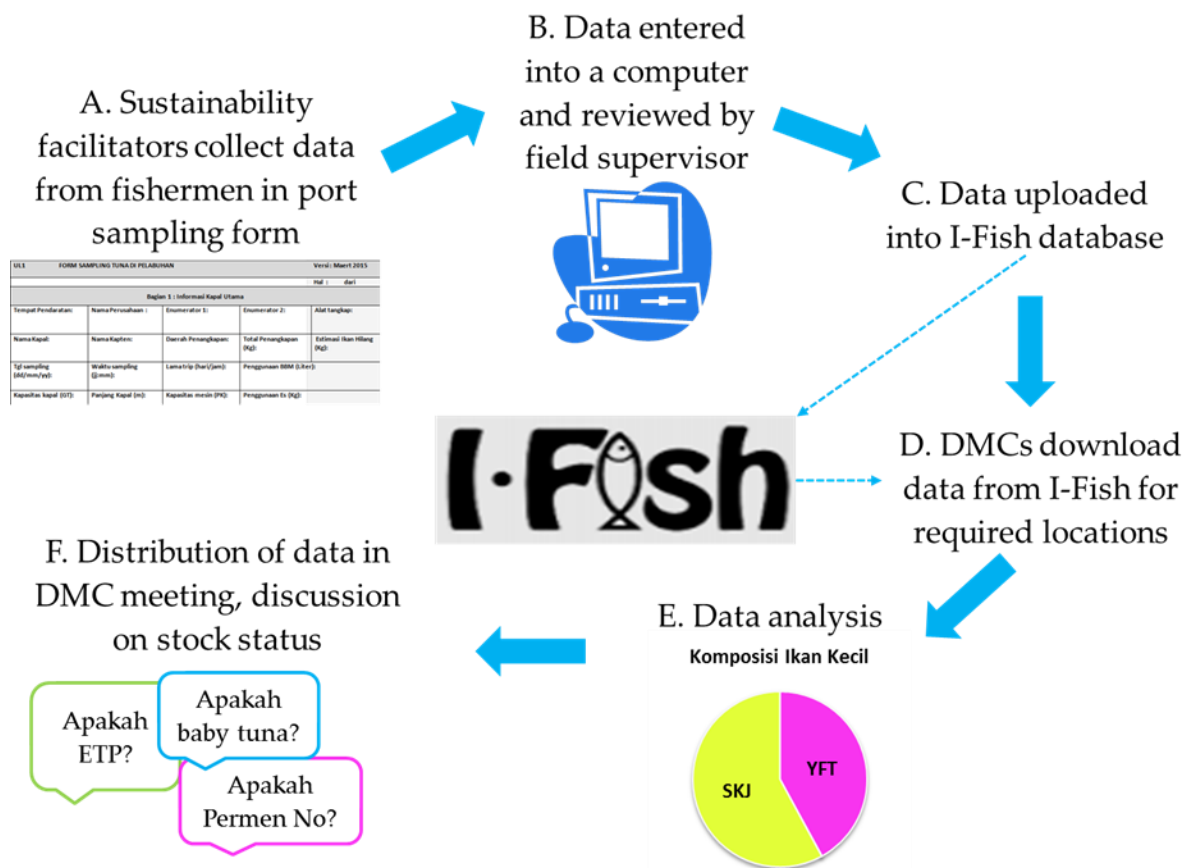 A. Sustainability
facilitators collect data
from fishermen in port
sampling form
UL1 FORM SAMPLING TUNA DI PELABUHAN Versi : Maert 2015
Hal : dari
Bagian 1 : Informasi Kapal Utama
Tempat Pendaratan: Nama Perusahaan : Enumerator 1: Enumerator 2: Alat tangkap:
Nama Kapal: Nama Kapten: Daerah Penangkapan: Total Penangkapan (Kg): Estimasi Ikan Hilang (Kg):
Tgl sampling (dd/mm/yy): Waktu sampling (jj:mm): Lama trip (hari/jam): Penggunaan BBM (Liter):
Kapasitas kapal (GT): Panjang Kapal (m): Kapasitas mesin (PK): Penggunaan Es (Kg):
B. Data entered
into a computer
and reviewed by
field supervisor
C. Data uploaded
into I-Fish database
I-Fish
D. DMCs download
data from I-Fish for
required locations
E. Data analysis
Komposisi Ikan Kecil
SKJ
YFT
F. Distribution of data in
DMC meeting, discussion
on stock status
Apakah
ETP?
Apakah
baby tuna?
Apakah
Permen No?